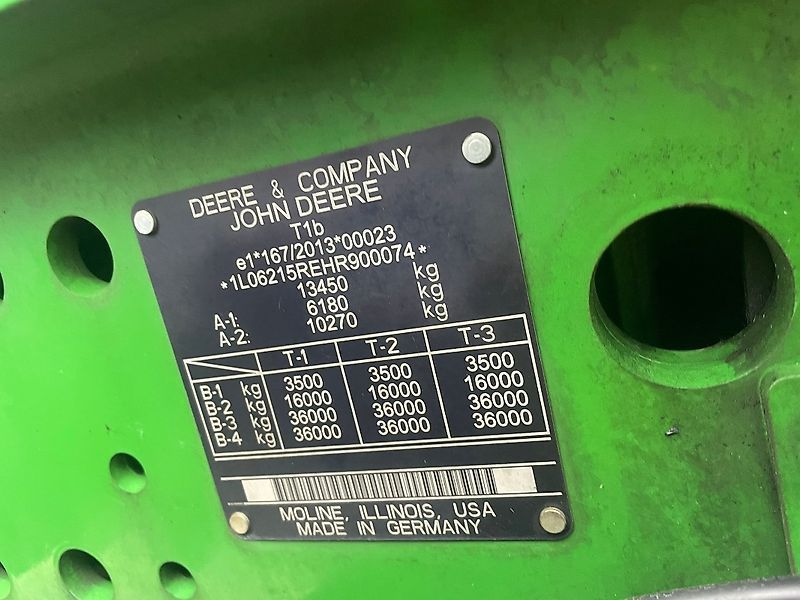 DEERE & COMPANY
JOHN DEERE
T1b
e1*167/2013*00023
*1L06215REHR900074*
13450 kg
A-1: 6180 kg
A-2: 10270 kg
T-1 T-2 T-3
B-1 kg 3500 3500 3500
B-2 kg 16000 16000 16000
B-3 kg 36000 36000 36000
B-4 kg 36000 36000 36000
MOLINE, ILLINOIS, USA
MADE IN GERMANY